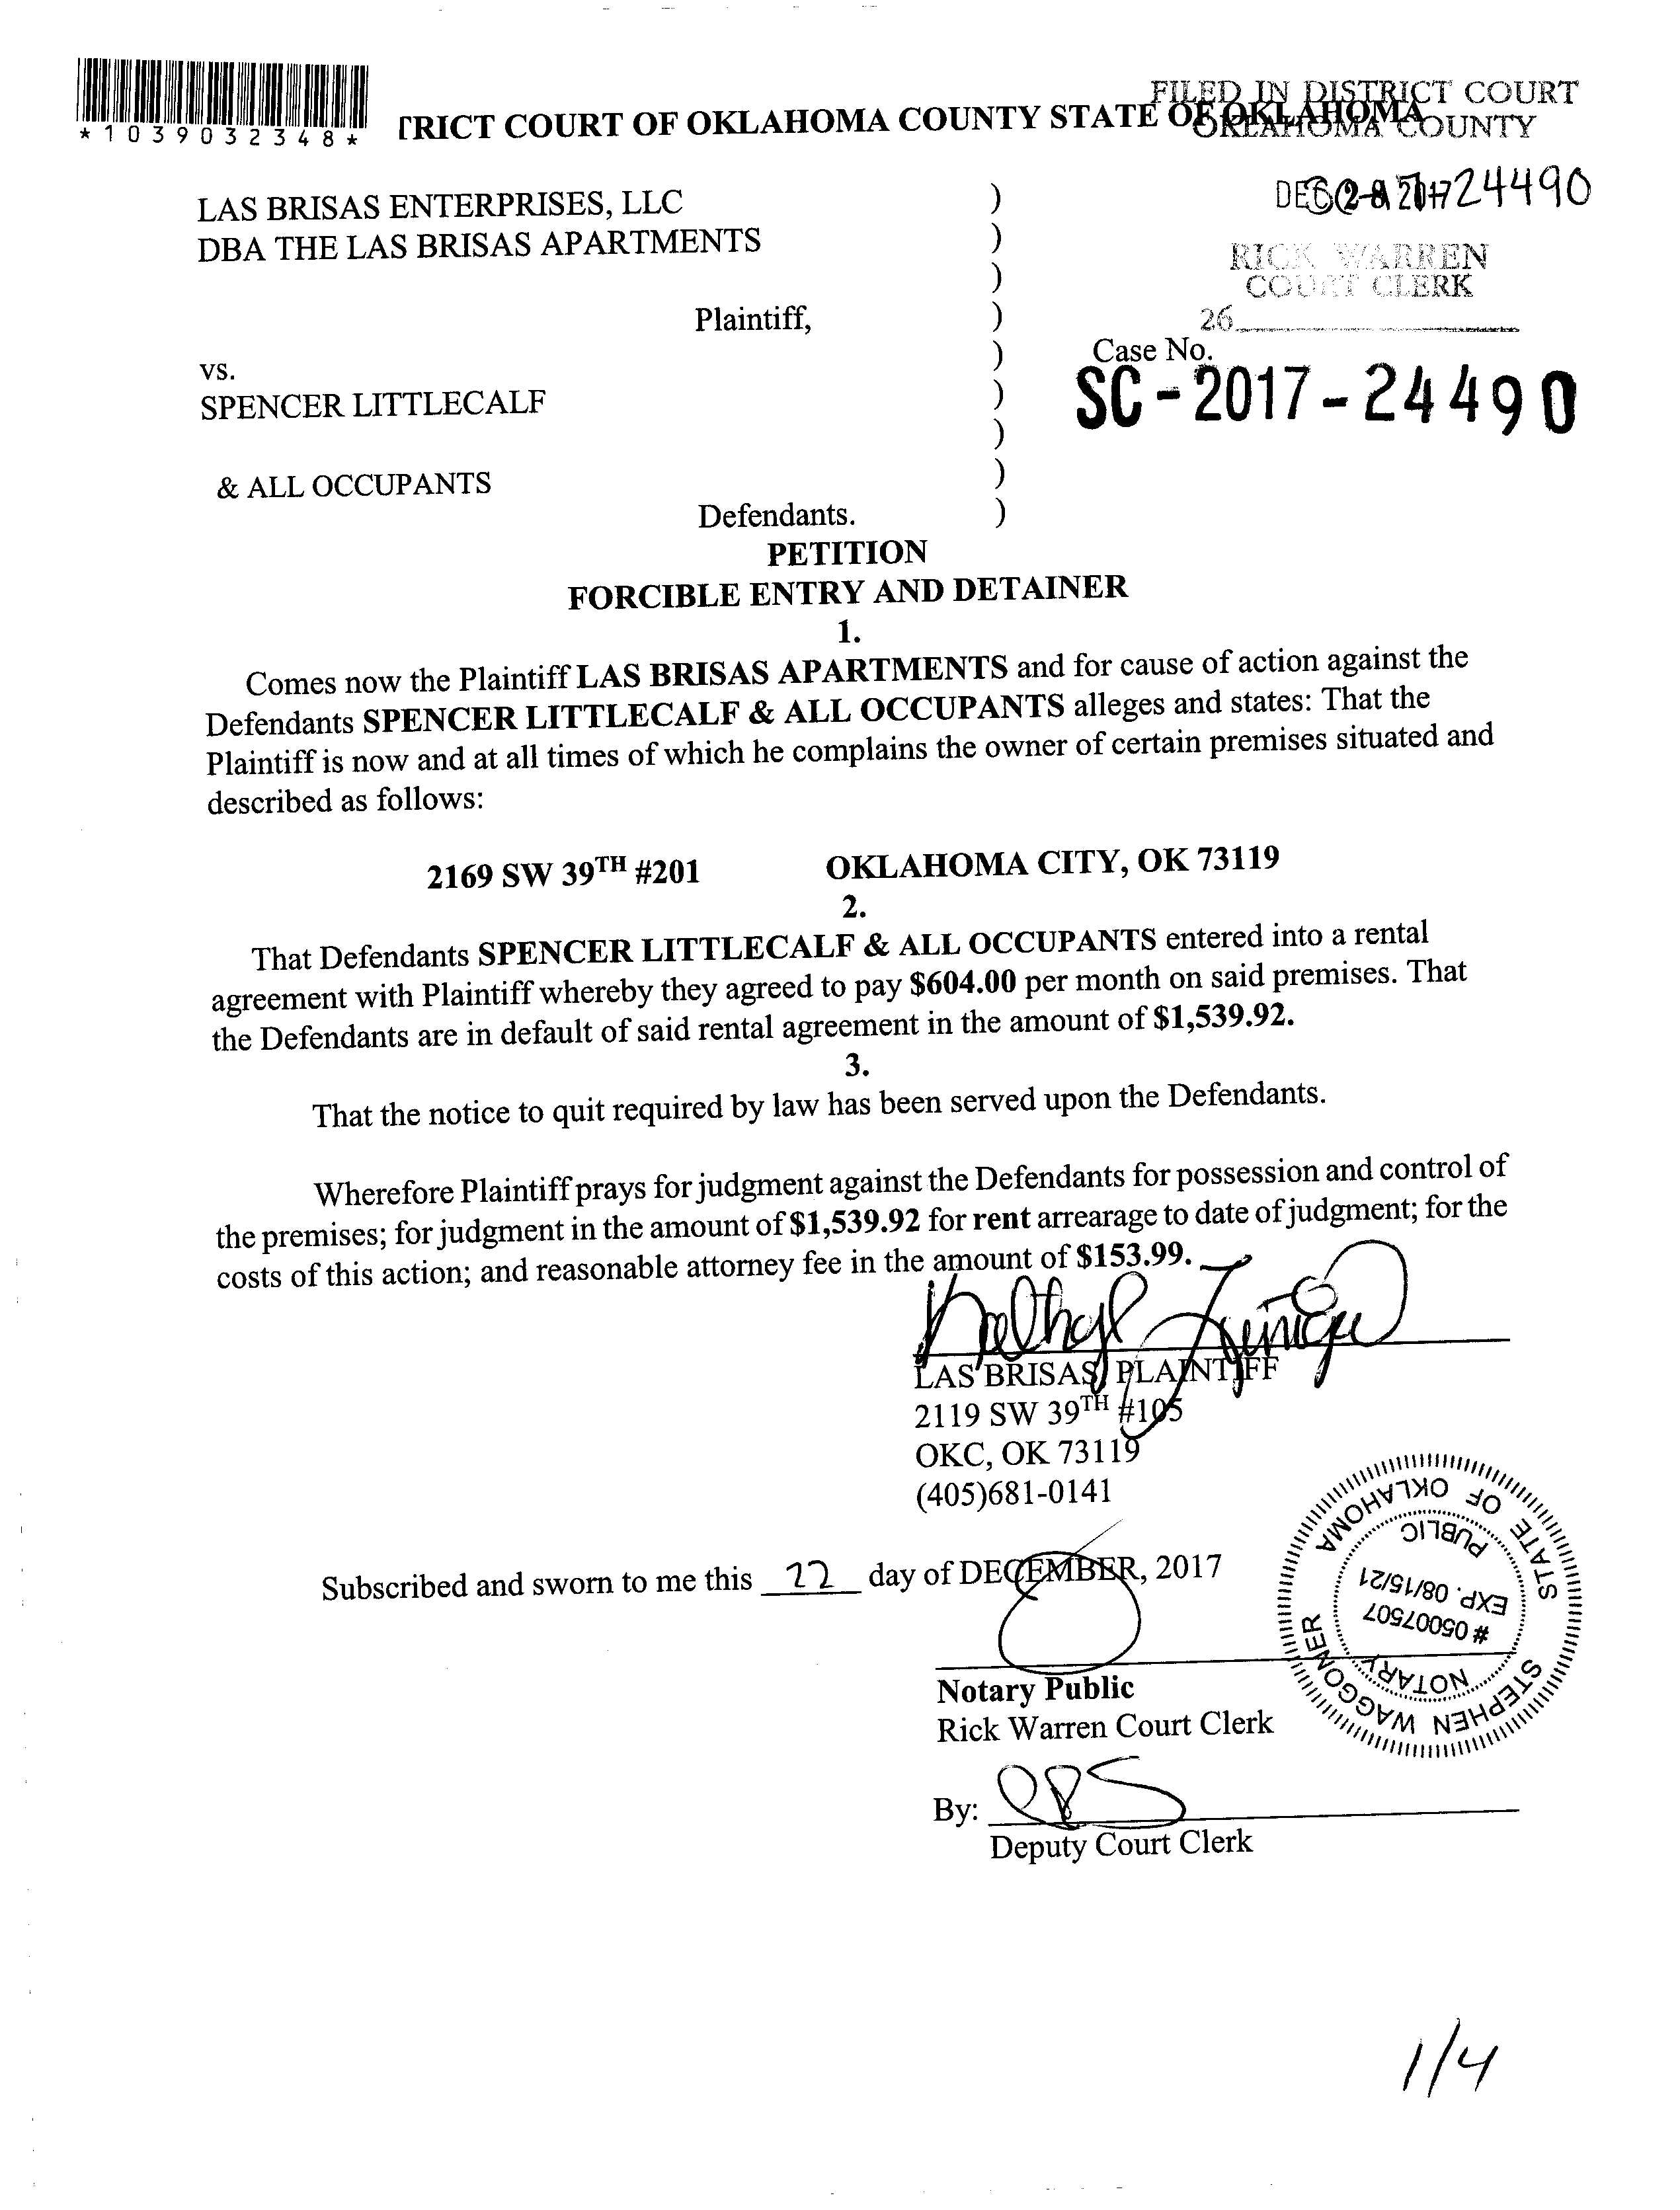 *1039032348*
TRICT COURT OF OKLAHOMA COUNTY STATE OF OKLAHOMA
FILED IN DISTRICT COURT
OKLAHOMA COUNTY
LAS BRISAS ENTERPRISES, LLC )
DBA THE LAS BRISAS APARTMENTS )
)
Plaintiff, )
vs. )
SPENCER LITTLECALF )
)
& ALL OCCUPANTS )
Defendants. )
DEC 28 2017
24490
RICK WARREN
COURT CLERK
26
Case No.
SC-2017-24490
PETITION
FORCIBLE ENTRY AND DETAINER
1.
Comes now the Plaintiff LAS BRISAS APARTMENTS and for cause of action against the
Defendants SPENCER LITTLECALF & ALL OCCUPANTS alleges and states: That the
Plaintiff is now and at all times of which he complains the owner of certain premises situated and
described as follows:
2169 SW 39TH #201 OKLAHOMA CITY, OK 73119
2.
That Defendants SPENCER LITTLECALF & ALL OCCUPANTS entered into a rental
agreement with Plaintiff whereby they agreed to pay $604.00 per month on said premises. That
the Defendants are in default of said rental agreement in the amount of $1,539.92.
3.
That the notice to quit required by law has been served upon the Defendants.
Wherefore Plaintiff prays for judgment against the Defendants for possession and control of
the premises; for judgment in the amount of $1,539.92 for rent arrearage to date of judgment; for the
costs of this action; and reasonable attorney fee in the amount of $153.99.
LAS BRISAS, PLAINTIFF
2119 SW 39TH #105
OKC, OK 73119
(405)681-0141
Subscribed and sworn to me this 22 day of DECEMBER, 2017
Notary Public
Rick Warren Court Clerk
By:
Deputy Court Clerk
STEPHEN WAGGONER
STATE OF OKLAHOMA
NOTARY
PUBLIC
# 05007507
EXP. 08/15/21
1/4